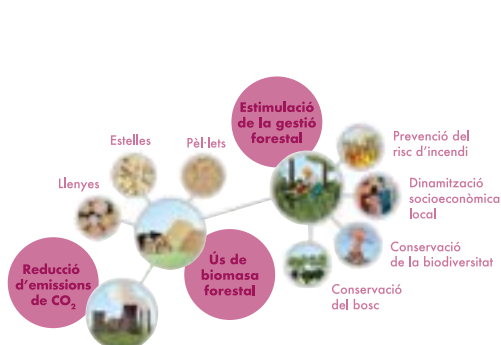 Estimulació
de la gestió
forestal
Estelles
Pèl·lets
Prevenció del
risc d'incendi
Llenyes
Dinamització
socioeconòmica
local
Conservació
de la biodiversitat
Ús de
biomasa
forestal
Reducció
d'emissions
de CO₂
Conservació
del bosc